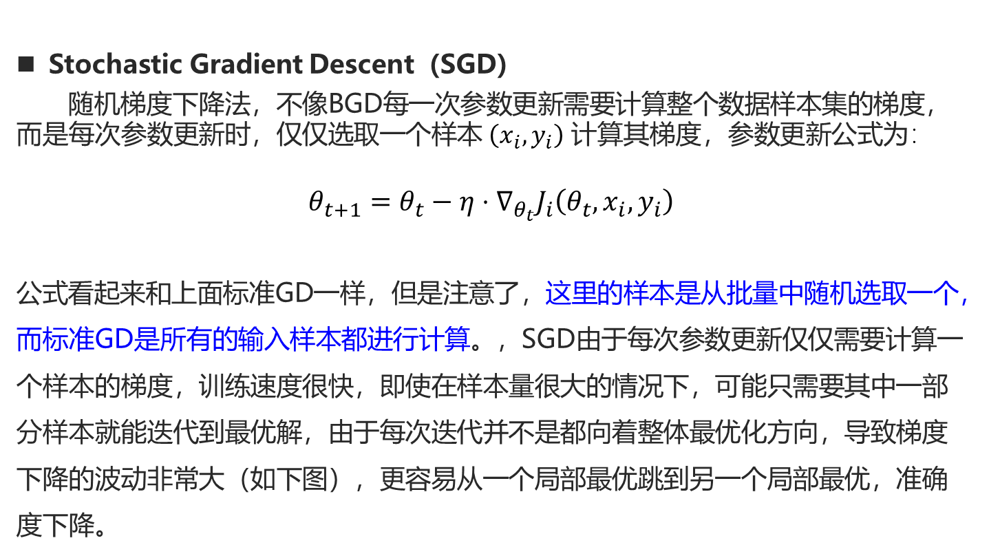 ■ Stochastic Gradient Descent（SGD)
随机梯度下降法，不像BGD每一次参数更新需要计算整个数据样本集的梯度，
而是每次参数更新时，仅仅选取一个样本 (𝑥𝑖, 𝑦𝑖) 计算其梯度，参数更新公式为：
𝜃𝑡+1 = 𝜃𝑡 − 𝜂 ∙ ∇𝜃𝑡 𝐽𝑖(𝜃𝑡, 𝑥𝑖, 𝑦𝑖)
公式看起来和上面标准GD一样，但是注意了，这里的样本是从批量中随机选取一个，
而标准GD是所有的输入样本都进行计算。，SGD由于每次参数更新仅仅需要计算一
个样本的梯度，训练速度很快，即使在样本量很大的情况下，可能只需要其中一部
分样本就能迭代到最优解，由于每次迭代并不是都向着整体最优化方向，导致梯度
下降的波动非常大（如下图），更容易从一个局部最优跳到另一个局部最优，准确
度下降。